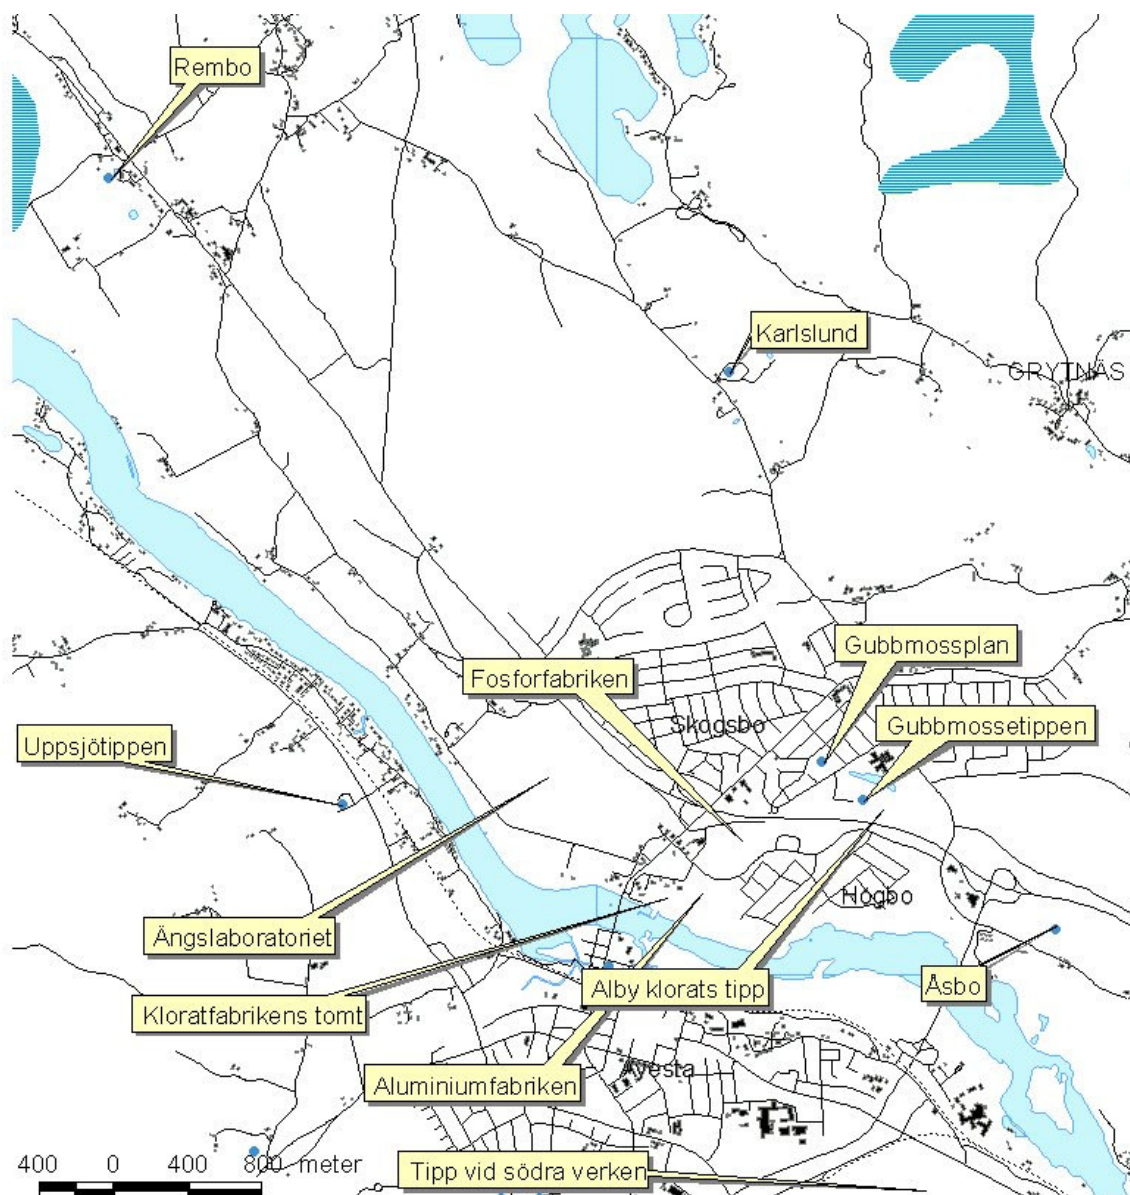 Rembo
Karlslund
GRYTNÄS
Gubbmossplan
Fosforfabriken
Skogsbo
Gubbmossetippen
Uppsjötippen
Högbo
Ängslaboratoriet
Alby klorats tipp
Åsbo
Kloratfabrikens tomt
Avesta
Aluminiumfabriken
400 0 400 800 meter
Tipp vid södra verken